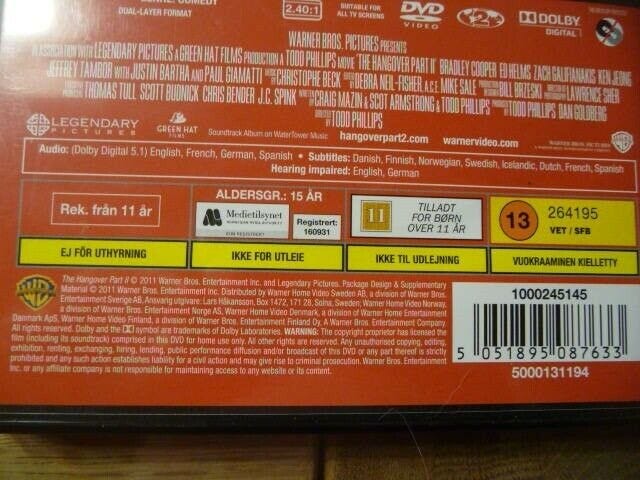 GENRE: COMEDY
DUAL-LAYER FORMAT
2.40:1
SUITABLE FOR
ALL TV SCREENS
DVD
VIDEO
2
DOLBY
DIGITAL
WARNER BROS. PICTURES PRESENTS
IN ASSOCIATION WITH LEGENDARY PICTURES A GREEN HAT FILMS PRODUCTION A TODD PHILLIPS MOVIE "THE HANGOVER PART II" BRADLEY COOPER ED HELMS ZACH GALIFIANAKIS KEN JEONG
JEFFREY TAMBOR WITH JUSTIN BARTHA AND PAUL GIAMATTI CHRISTOPHE BECK DEBRA NEIL-FISHER, A.C.E. MIKE SALE BILL BRZESKI LAWRENCE SHER
THOMAS TULL SCOTT BUDNICK CHRIS BENDER J.C. SPINK CRAIG MAZIN & SCOT ARMSTRONG & TODD PHILLIPS TODD PHILLIPS DAN GOLDBERG
TODD PHILLIPS
LEGENDARY
PICTURES
GREEN HAT
FILMS
Soundtrack Album on WaterTower Music
hangoverpart2.com
warnervideo.com
WB
Audio: (Dolby Digital 5.1) English, French, German, Spanish • Subtitles: Danish, Finnish, Norwegian, Swedish, Icelandic, Dutch, French, Spanish
Hearing impaired: English, German
Rek. från 11 år
ALDERSGR.: 15 ÅR
Medietilsynet
Registrert:
160931
11
TILLADT
FOR BØRN
OVER 11 ÅR
13
264195
VET / SFB
EJ FÖR UTHYRNING
IKKE FOR UTLEIE
IKKE TIL UDLEJNING
VUOKRAAMINEN KIELLETTY
WB
The Hangover Part II © 2011 Warner Bros. Entertainment Inc. and Legendary Pictures. Package Design & Supplementary
Material © 2011 Warner Bros. Entertainment Inc. Distributed by Warner Home Video Sweden AB, a division of Warner Bros.
Entertainment Sverige AB, Ansvarig utgivare: Lars Håkansson, Box 1472, 171 28, Solna, Sweden, Warner Home Video Norway,
a division of Warner Bros. Entertainment Norge AS, Warner Home Video Denmark, a division of Warner Bros. Entertainment
Danmark ApS, Warner Home Video Finland, a division of Warner Bros. Entertainment Finland Oy, A Warner Entertainment Company.
All rights reserved. Dolby and the symbol are trademarks of Dolby Laboratories. WARNING: The copyright proprietor has licensed the
film (including its soundtrack) comprised in this DVD for home use only. All other rights are reserved. Any unauthorised copying, editing,
exhibition, renting, exchanging, hiring, lending, public performance diffusion and/or broadcast of this DVD or any part thereof is strictly
prohibited and any such action establishes liability for a civil action and may give rise to criminal prosecution. Warner Bros. Entertainment
Inc. or any affiliate company is not responsible for maintaining access to any website or its content.
1000245145
5 051895 087633
5000131194